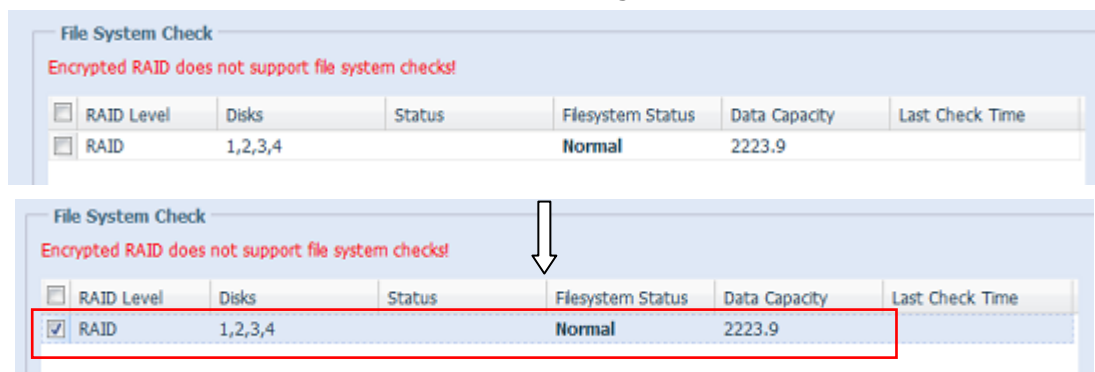 File System Check
Encrypted RAID does not support file system checks!
RAID Level Disks Status Filesystem Status Data Capacity Last Check Time
RAID 1,2,3,4 Normal 2223.9
File System Check
Encrypted RAID does not support file system checks!
RAID Level Disks Status Filesystem Status Data Capacity Last Check Time
RAID 1,2,3,4 Normal 2223.9